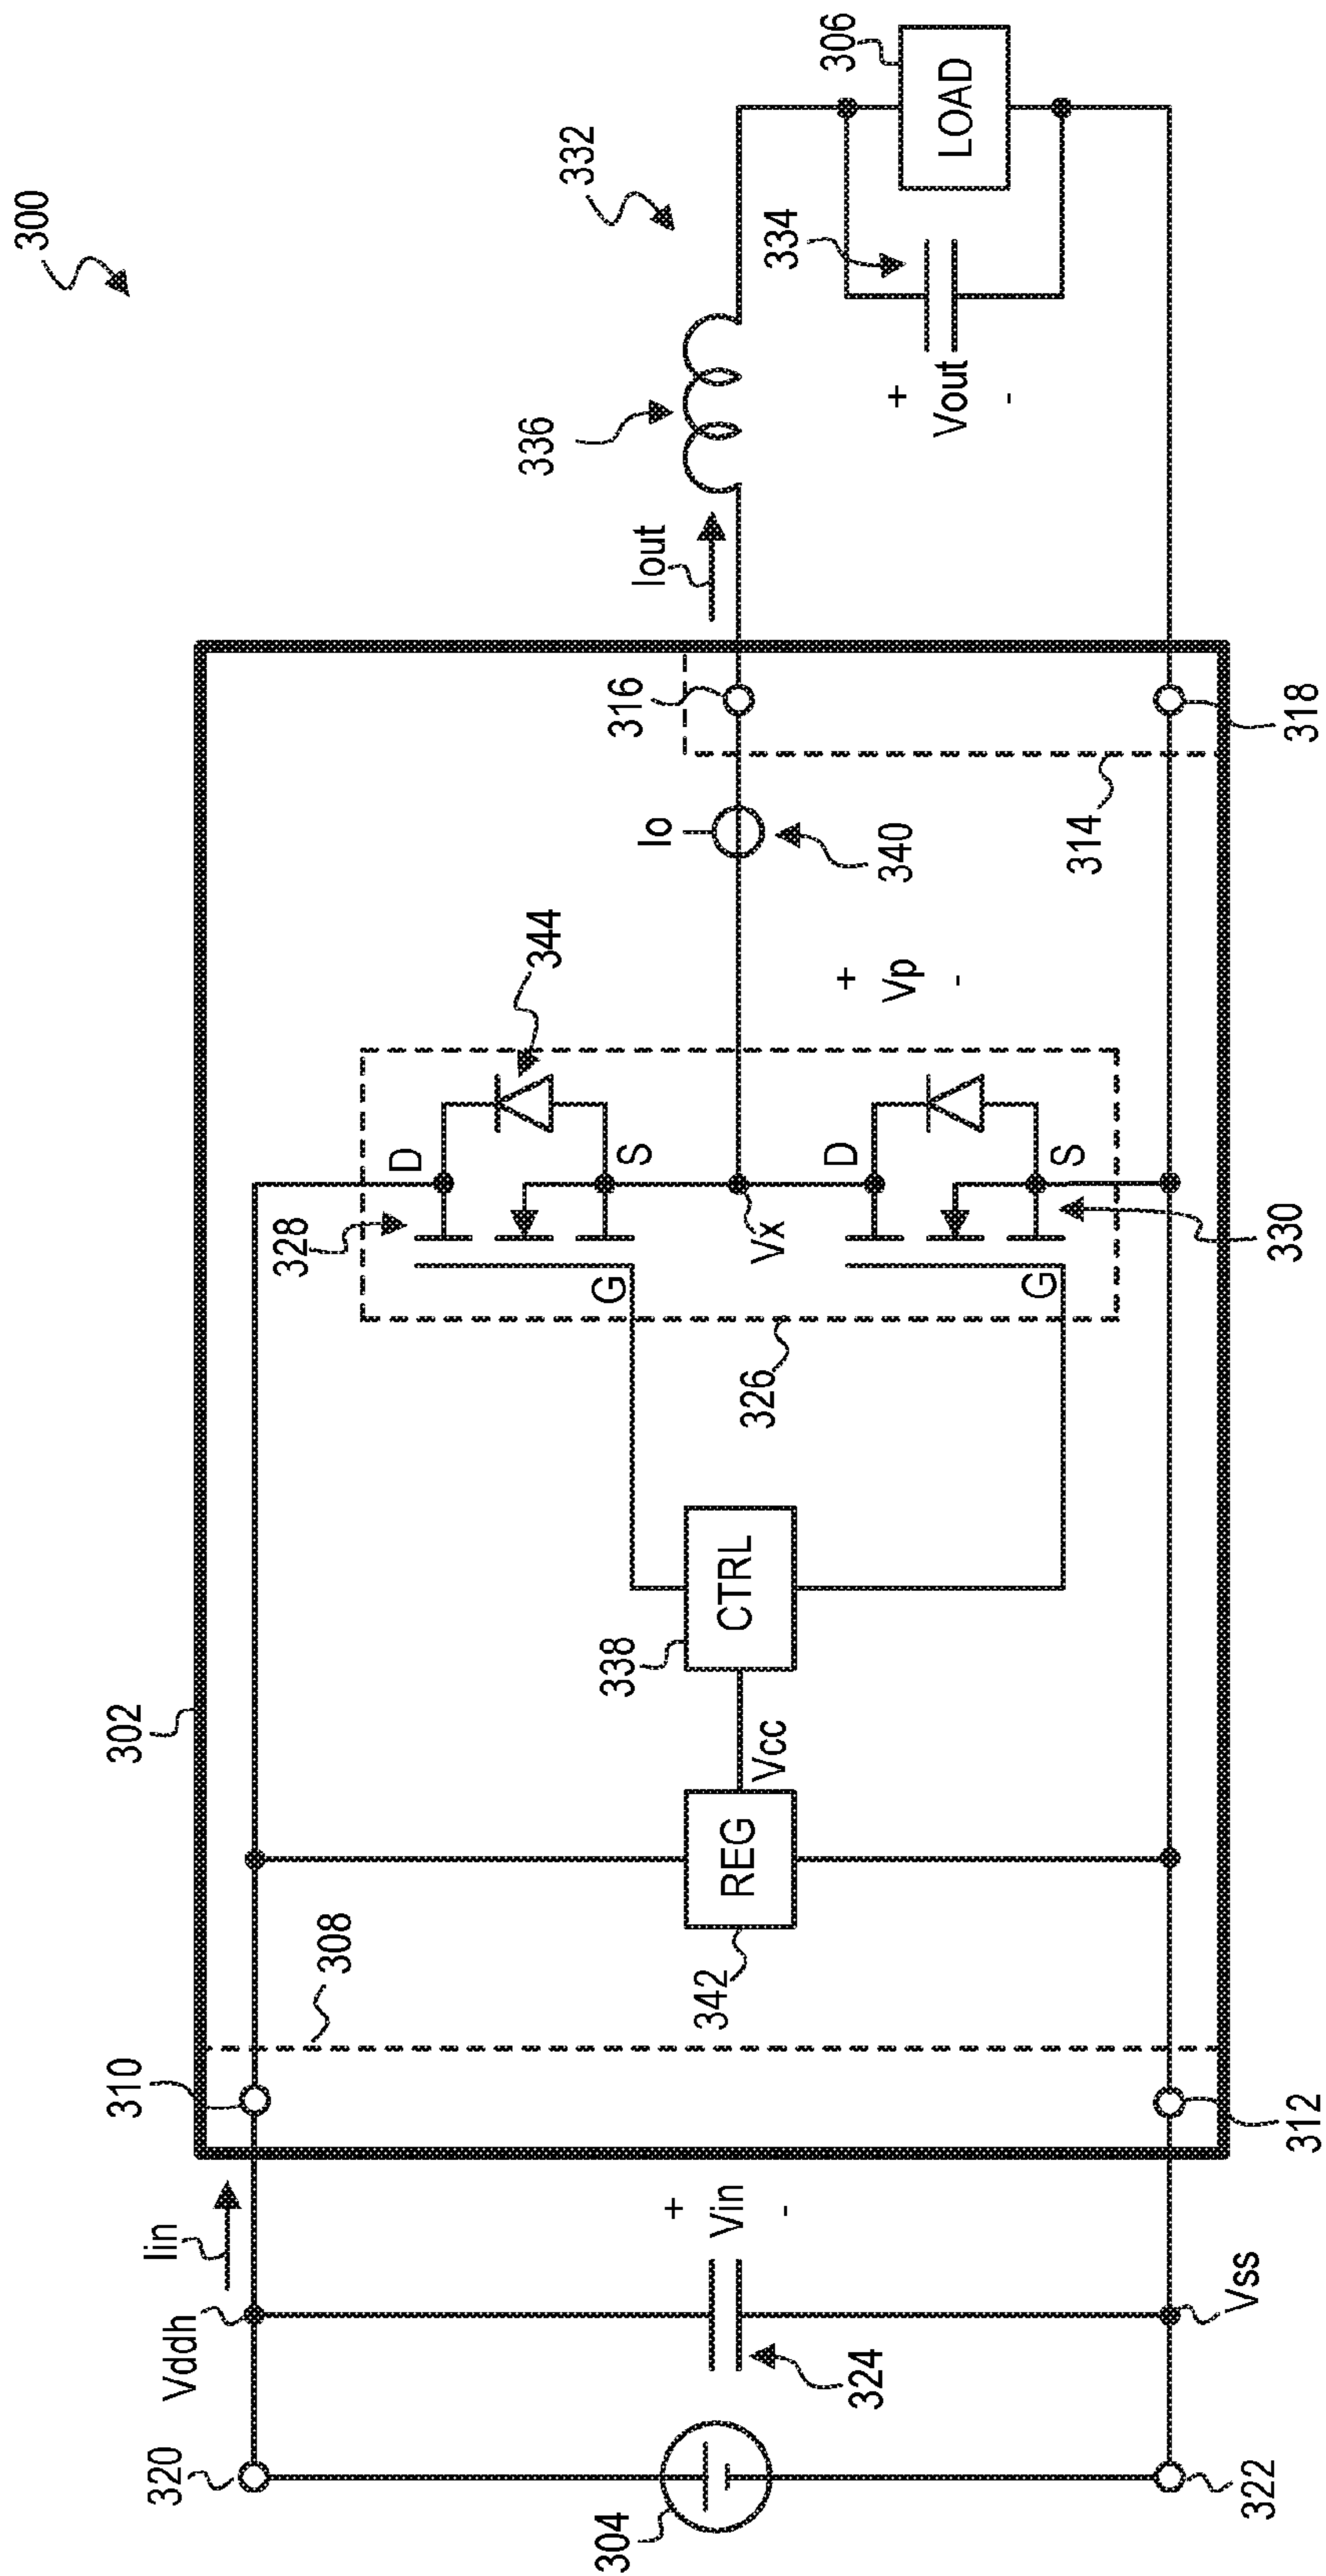 300
302
310
308
Vddh
Iin
320
304
324
+
Vin
-
Vss
322
312
342
REG
Vcc
338
CTRL
328
D
G
S
344
326
Vx
D
G
S
330
+
Vp
-
Io
340
316
314
318
Iout
336
332
306
LOAD
334
+
Vout
-